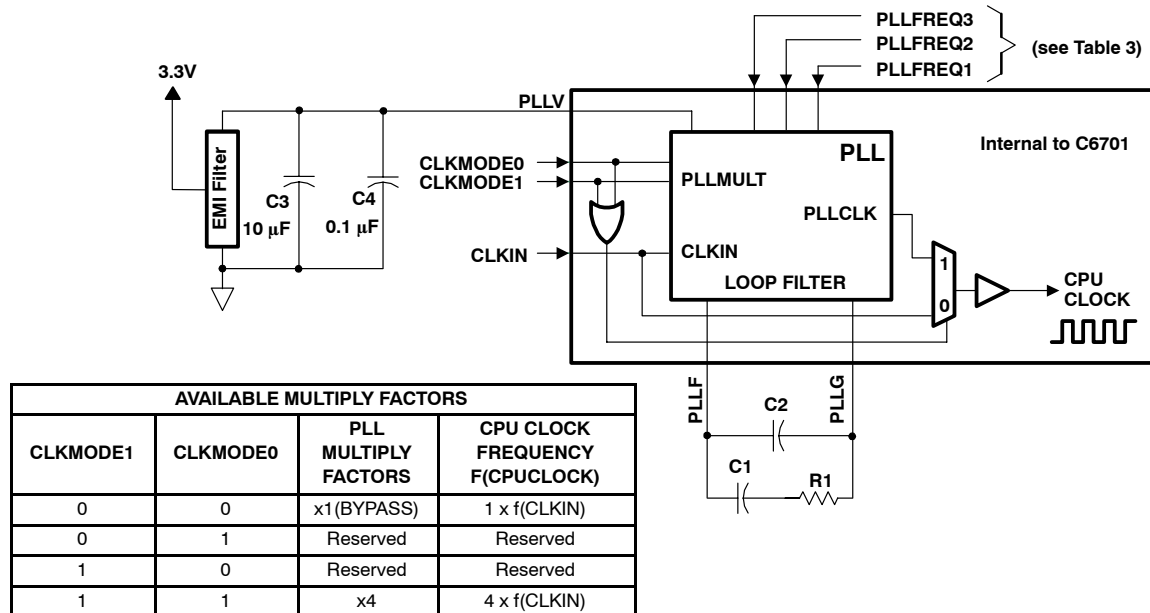 PLLFREQ3
PLLFREQ2
PLLFREQ1
(see Table 3)
3.3V
PLLV
EMI Filter
C3
10 μF
C4
0.1 μF
Internal to C6701
PLL
CLKMODE0
CLKMODE1
PLLMULT
PLLCLK
CLKIN
CLKIN
LOOP FILTER
1
0
CPU
CLOCK
PLLF
PLLG
C2
C1
R1
AVAILABLE MULTIPLY FACTORS
CLKMODE1 CLKMODE0 PLL MULTIPLY FACTORS CPU CLOCK FREQUENCY F(CPUCLOCK)
0 0 x1(BYPASS) 1 x f(CLKIN)
0 1 Reserved Reserved
1 0 Reserved Reserved
1 1 x4 4 x f(CLKIN)